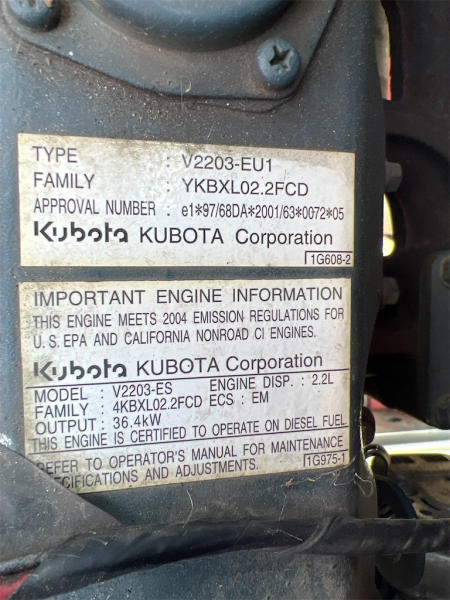 TYPE : V2203-EU1
FAMILY : YKBXL02.2FCD
APPROVAL NUMBER : e1*97/68DA*2001/63*0072*05
Kubota KUBOTA Corporation
1G608-2
IMPORTANT ENGINE INFORMATION
THIS ENGINE MEETS 2004 EMISSION REGULATIONS FOR
U.S. EPA AND CALIFORNIA NONROAD CI ENGINES.
Kubota KUBOTA Corporation
MODEL : V2203-ES ENGINE DISP. : 2.2L
FAMILY : 4KBXL02.2FCD ECS : EM
OUTPUT : 36.4kW
THIS ENGINE IS CERTIFIED TO OPERATE ON DIESEL FUEL
REFER TO OPERATOR'S MANUAL FOR MAINTENANCE
SPECIFICATIONS AND ADJUSTMENTS. 1G975-1